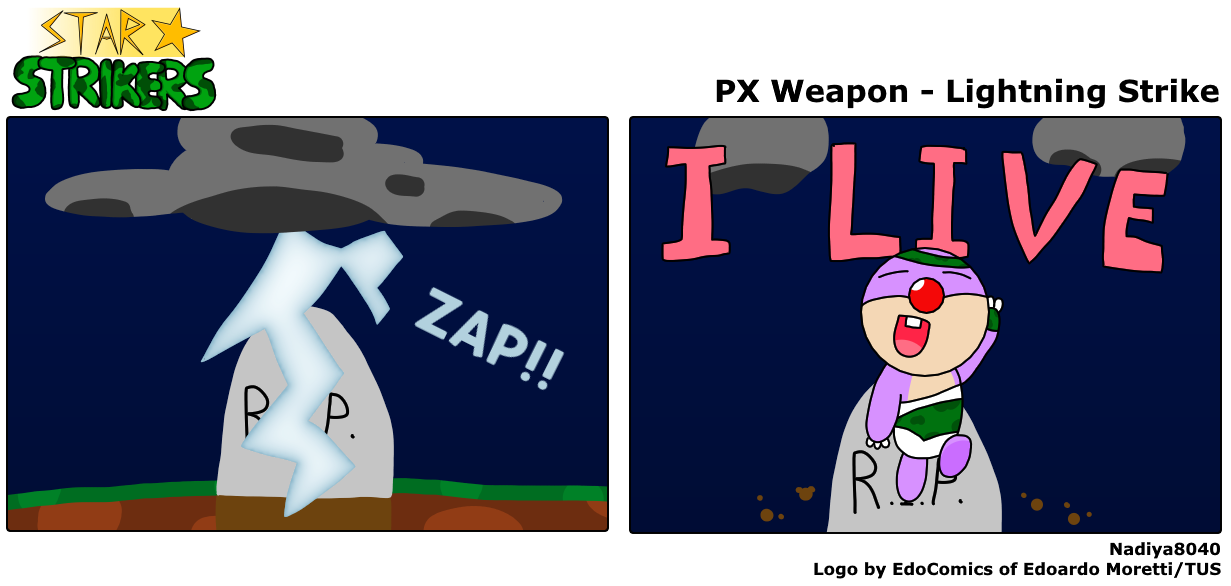 STAR
STRIKERS
PX Weapon - Lightning Strike
ZAP!!
R.P.
I LIVE
R.I.P.
Nadiya8040
Logo by EdoComics of Edoardo Moretti/TUS